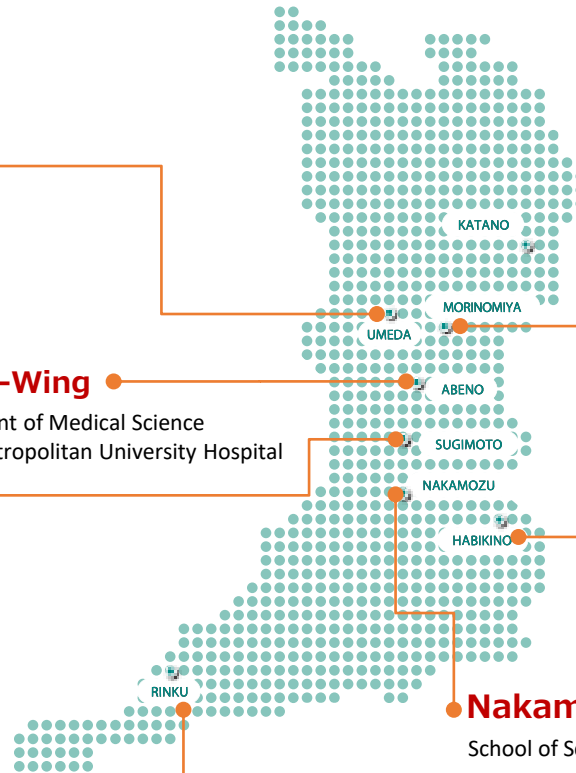 KATANO
MORINOMIYA
UMEDA
-Wing
ABENO
nt of Medical Science
tropolitan University Hospital
SUGIMOTO
NAKAMOZU
HABIKINO
RINKU
Nakam
School of Sc